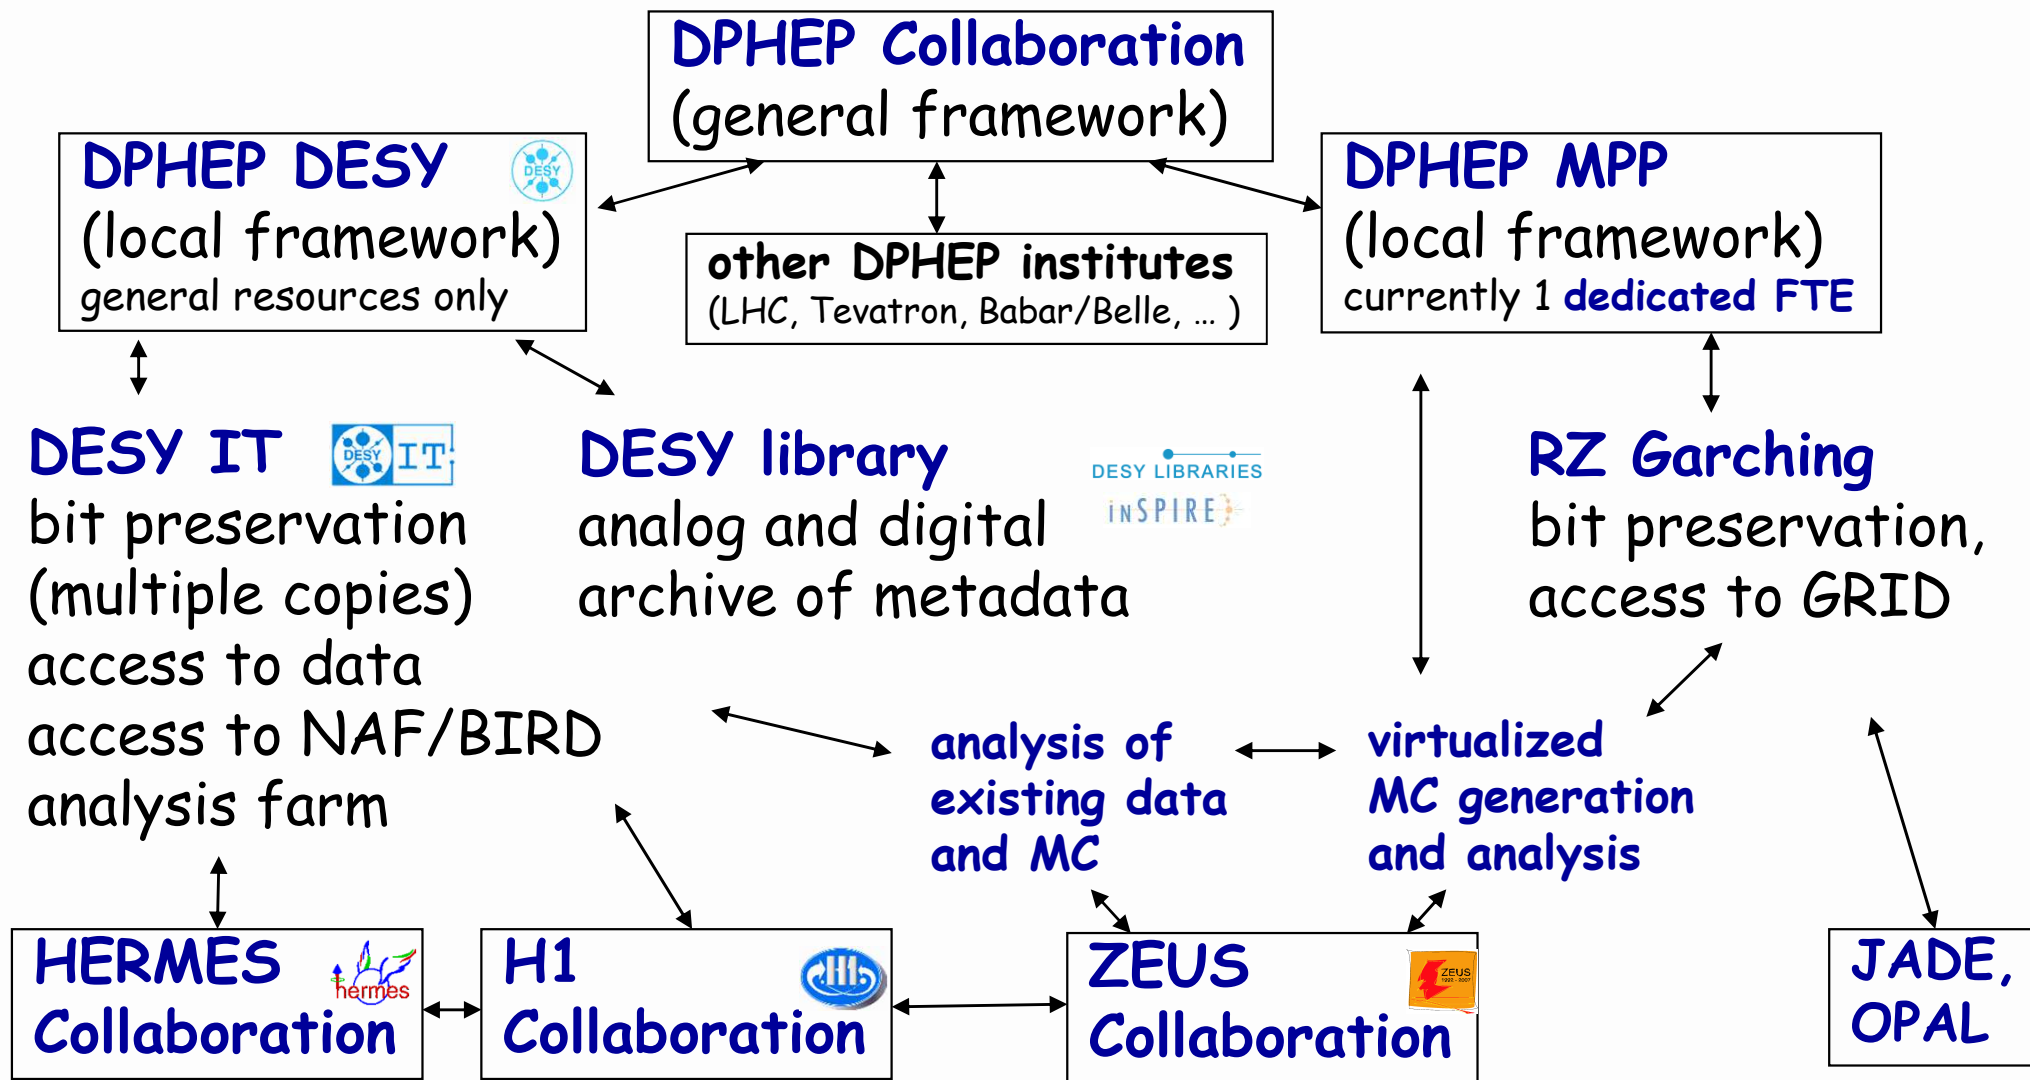 DPHEP Collaboration
(general framework)
DPHEP DESY
DESY
(local framework)
general resources only
other DPHEP institutes
(LHC, Tevatron, Babar/Belle, ... )
DPHEP MPP
(local framework)
currently 1 dedicated FTE
DESY IT
DESY IT
bit preservation
(multiple copies)
access to data
access to NAF/BIRD
analysis farm
DESY library
analog and digital
archive of metadata
DESY LIBRARIES
inSPIRE
RZ Garching
bit preservation,
access to GRID
analysis of
existing data
and MC
virtualized
MC generation
and analysis
HERMES
Collaboration
hermes
H1
Collaboration
H1
ZEUS
Collaboration
ZEUS
1992 - 2007
JADE,
OPAL